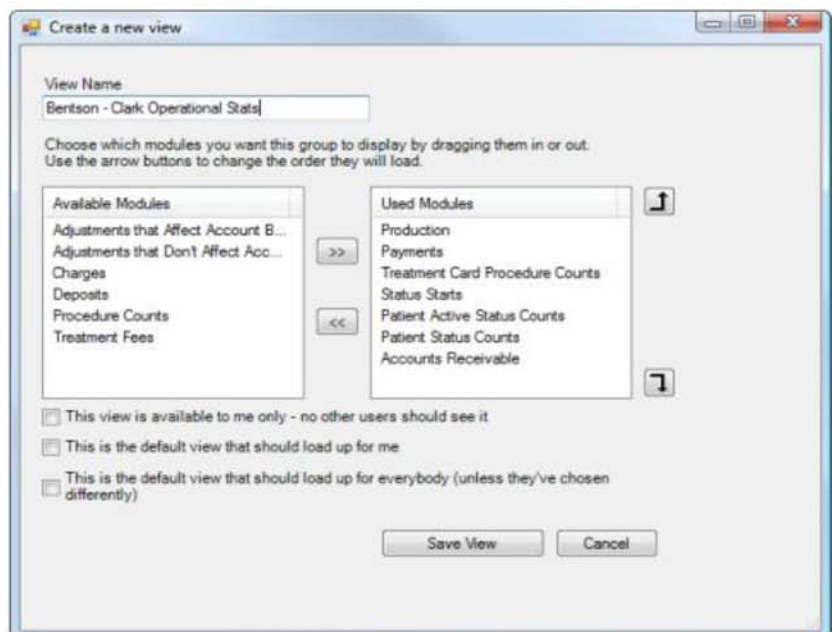 Create a new view
View Name
Bentson - Clark Operational Stats
Choose which modules you want this group to display by dragging them in or out.
Use the arrow buttons to change the order they will load.
Available Modules
Adjustments that Affect Account B...
Adjustments that Don't Affect Acc...
Charges
Deposits
Procedure Counts
Treatment Fees
>>
<<
Used Modules
Production
Payments
Treatment Card Procedure Counts
Status Starts
Patient Active Status Counts
Patient Status Counts
Accounts Receivable
This view is available to me only - no other users should see it
This is the default view that should load up for me
This is the default view that should load up for everybody (unless they've chosen
differently)
Save View
Cancel